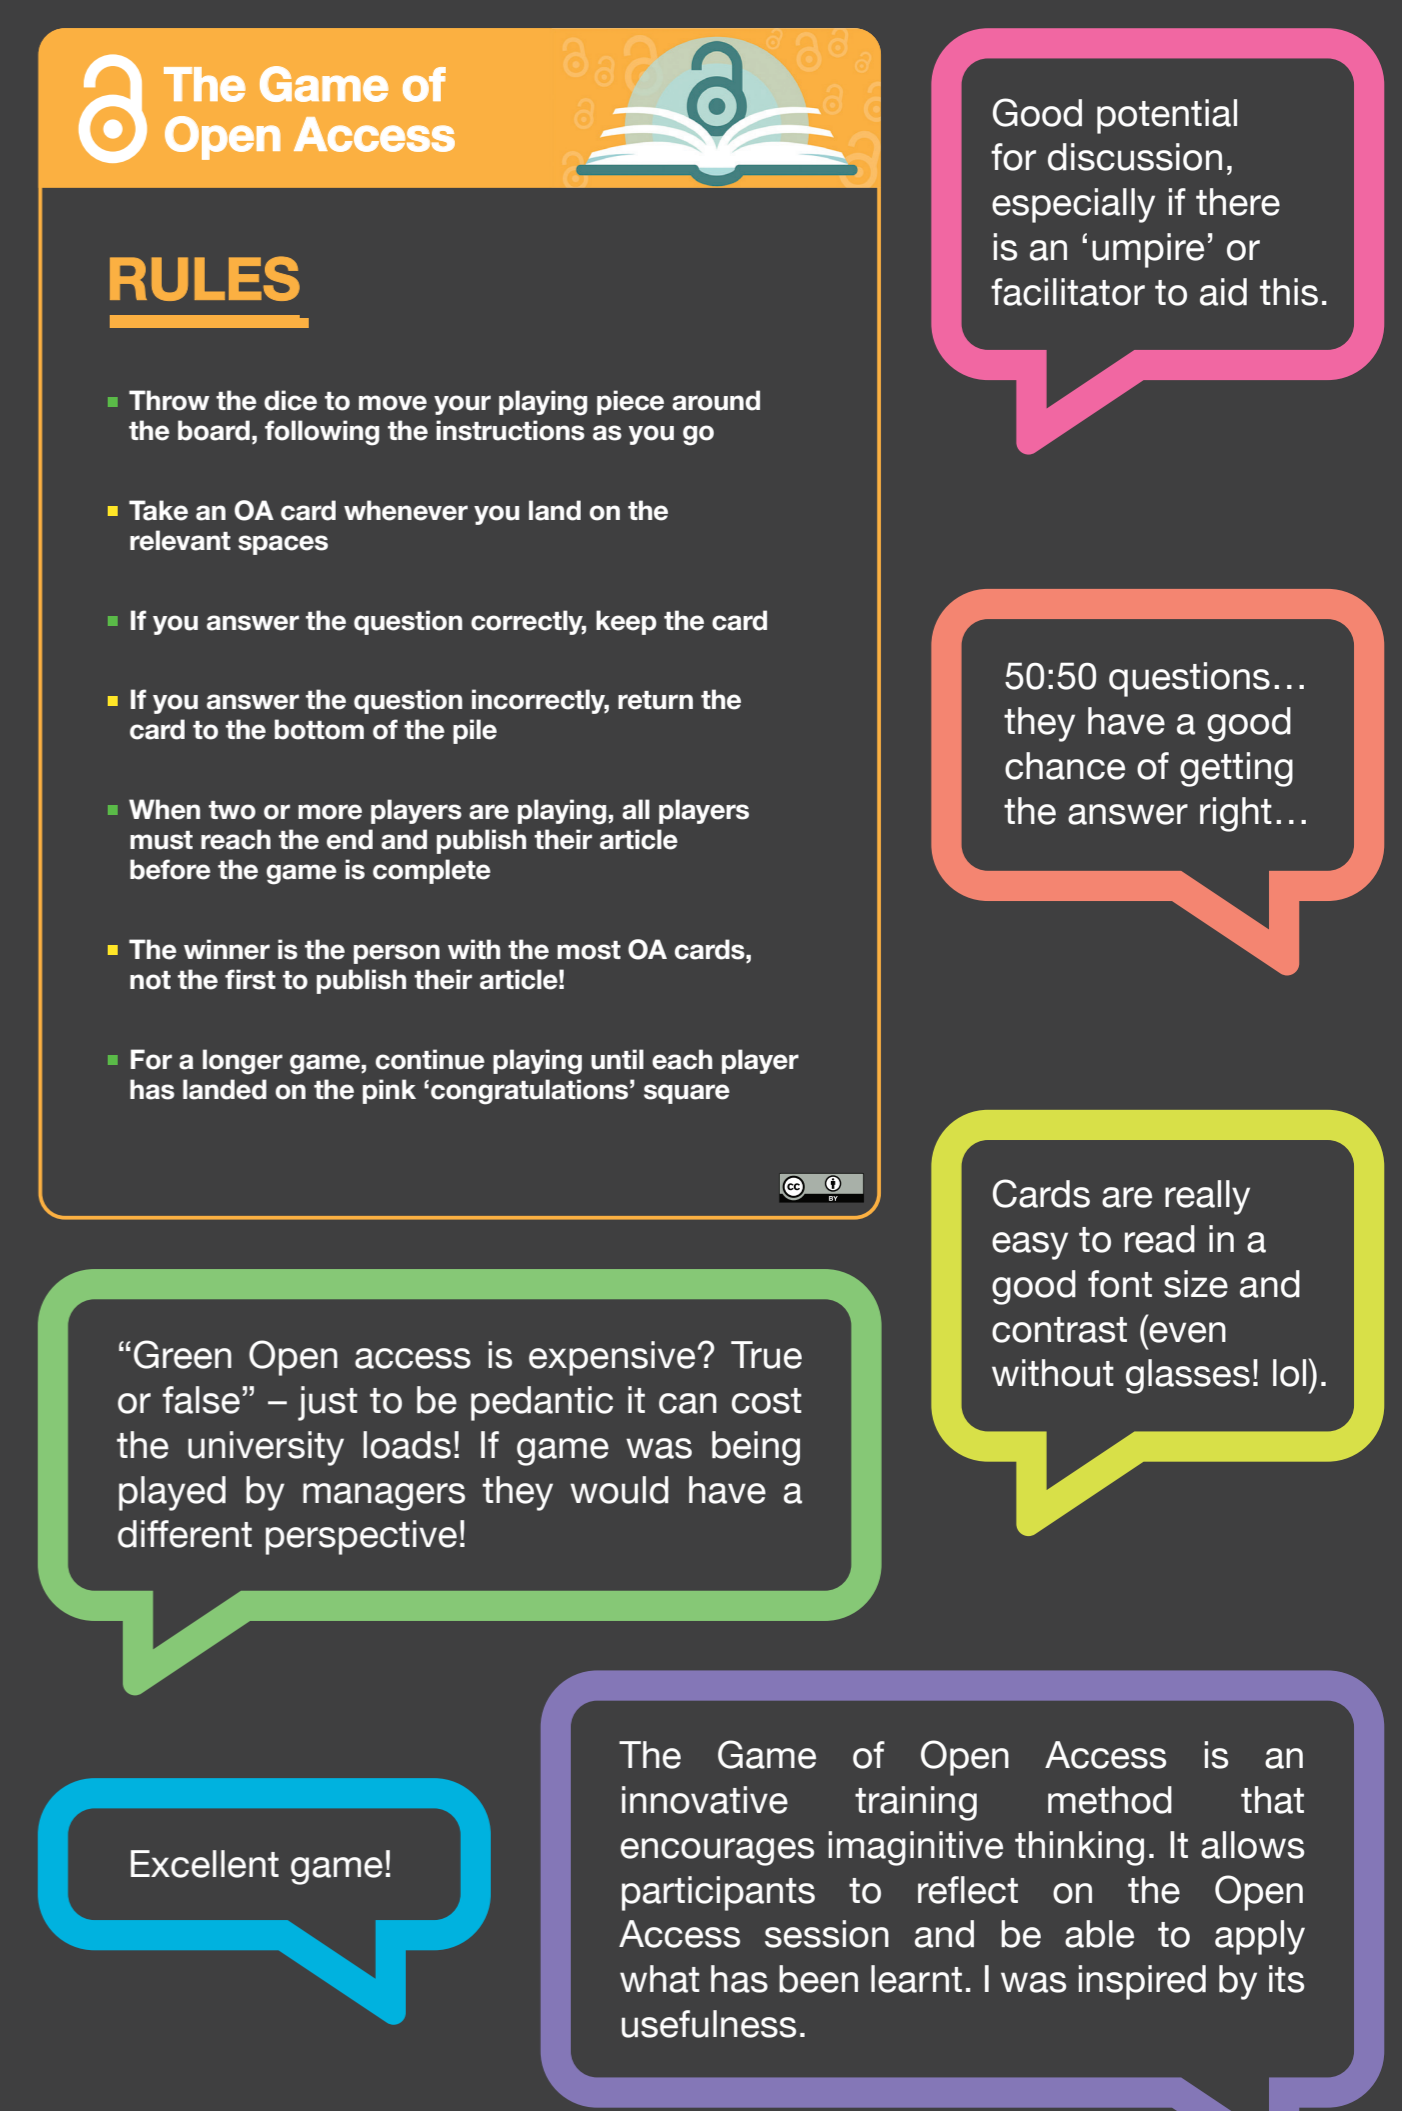 The Game of
Open Access
RULES
Throw the dice to move your playing piece around
the board, following the instructions as you go
Take an OA card whenever you land on the
relevant spaces
If you answer the question correctly, keep the card
If you answer the question incorrectly, return the
card to the bottom of the pile
When two or more players are playing, all players
must reach the end and publish their article
before the game is complete
The winner is the person with the most OA cards,
not the first to publish their article!
For a longer game, continue playing until each player
has landed on the pink ‘congratulations’ square
cc
BY
Good potential
for discussion,
especially if there
is an ‘umpire’ or
facilitator to aid this.
50:50 questions…
they have a good
chance of getting
the answer right…
Cards are really
easy to read in a
good font size and
contrast (even
without glasses! lol).
“Green Open access is expensive? True
or false” – just to be pedantic it can cost
the university loads! If game was being
played by managers they would have a
different perspective!
Excellent game!
The Game of Open Access is an
innovative training method that
encourages imaginitive thinking. It allows
participants to reflect on the Open
Access session and be able to apply
what has been learnt. I was inspired by its
usefulness.